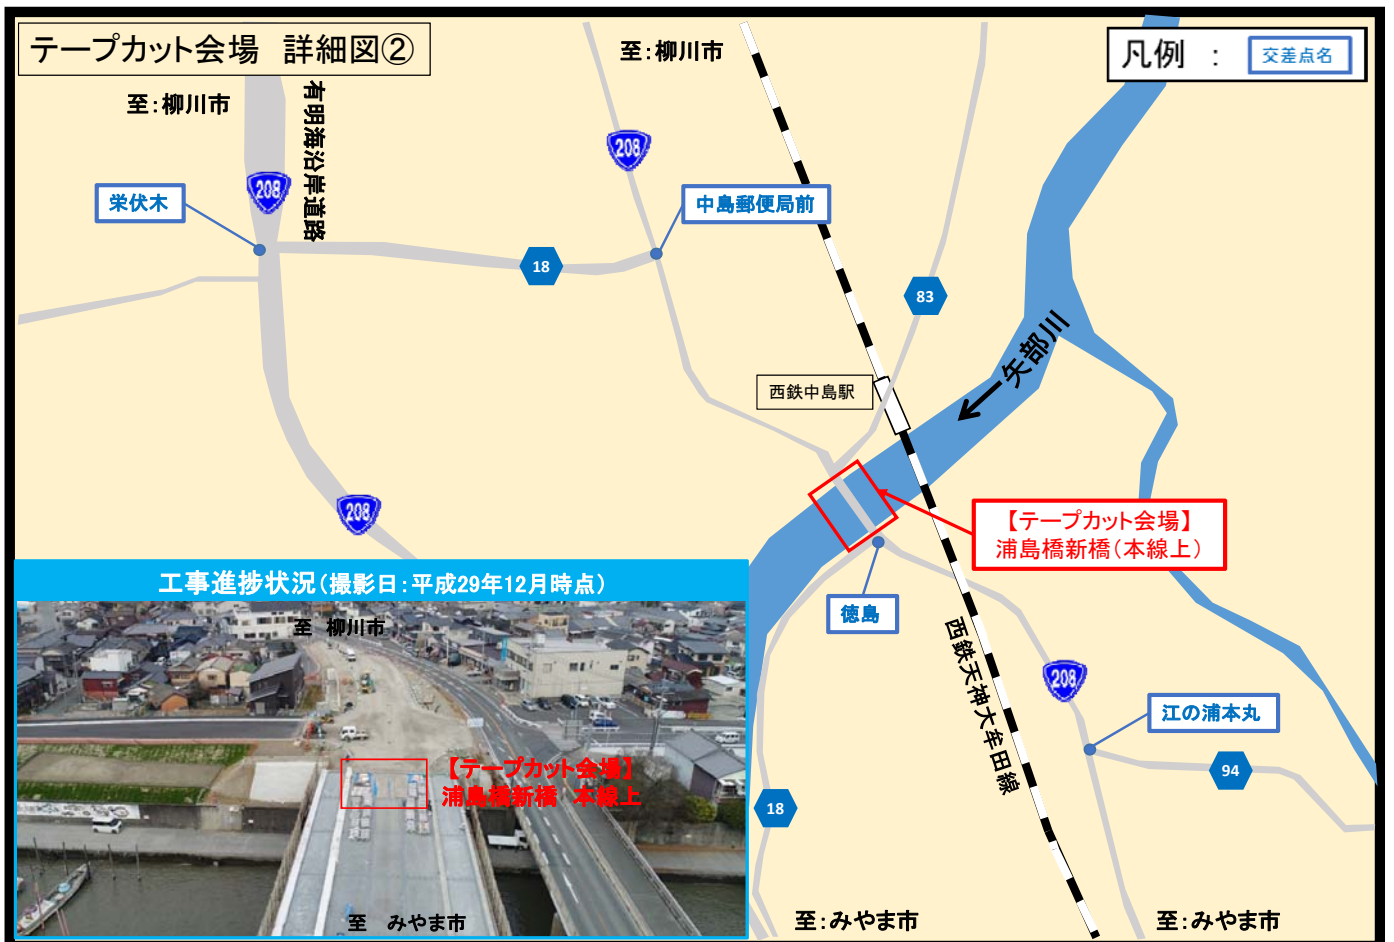 テープカット会場　詳細図②
至：柳川市
凡例　：　交差点名
至：柳川市
有明海沿岸道路
208
208
栄伏木
中島郵便局前
18
83
矢部川
西鉄中島駅
208
【テープカット会場】
浦島橋新橋（本線上）
徳島
西鉄天神大牟田線
208
江の浦本丸
94
18
至：みやま市
至：みやま市
工事進捗状況（撮影日：平成29年12月時点）
至　柳川市
【テープカット会場】
浦島橋新橋　本線上
至　みやま市